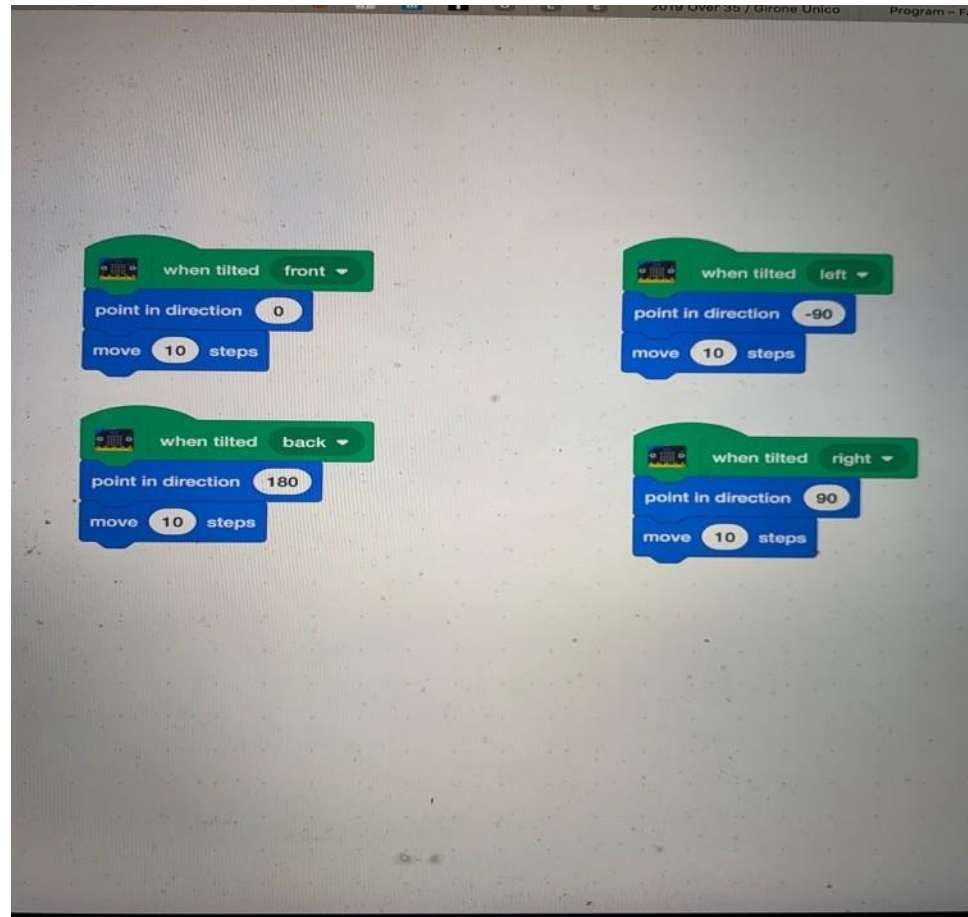 2019 Over 35 / Girone Unico
Program –
when tilted front
point in direction 0
move 10 steps
when tilted left
point in direction -90
move 10 steps
when tilted back
point in direction 180
move 10 steps
when tilted right
point in direction 90
move 10 steps